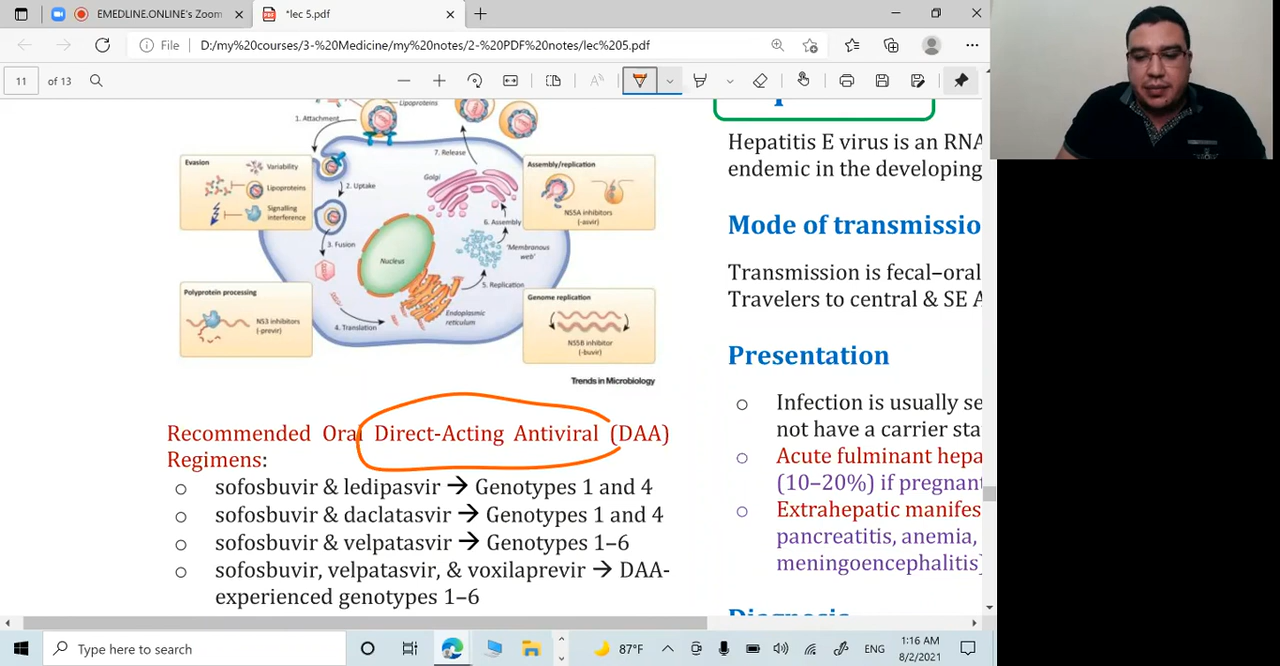 EMEDLINE.ONLINE's Zoom
*lec 5.pdf
File
D:/my%20courses/3-%20Medicine/my%20notes/2-%20PDF%20notes/lec%205.pdf
11
of 13
Lipoproteins
1. Attachment
7. Release
Evasion
Variability
Lipoproteins
Signalling
interference
2. Uptake
Golgi
Assembly/replication
NS5A inhibitors
(-asvir)
6. Assembly
3. Fusion
Nucleus
'Membranous
web'
5. Replication
Polyprotein processing
NS3 inhibitors
(-previr)
4. Translation
Endoplasmic
reticulum
Genome replication
NS5B inhibitor
(-buvir)
Trends in Microbiology
Recommended Oral Direct-Acting Antiviral (DAA)
Regimens:
o sofosbuvir & ledipasvir → Genotypes 1 and 4
o sofosbuvir & daclatasvir → Genotypes 1 and 4
o sofosbuvir & velpatasvir → Genotypes 1–6
o sofosbuvir, velpatasvir, & voxilaprevir → DAA-
experienced genotypes 1–6
Hepatitis E virus is an RNA
endemic in the developing
Mode of transmissio
Transmission is fecal–oral
Travelers to central & SE A
Presentation
o Infection is usually se
not have a carrier sta
o Acute fulminant hepa
(10–20%) if pregnant
o Extrahepatic manifes
pancreatitis, anemia,
meningoencephalitis)
Diagnosis
Type here to search
87°F
ENG
1:16 AM
8/2/2021